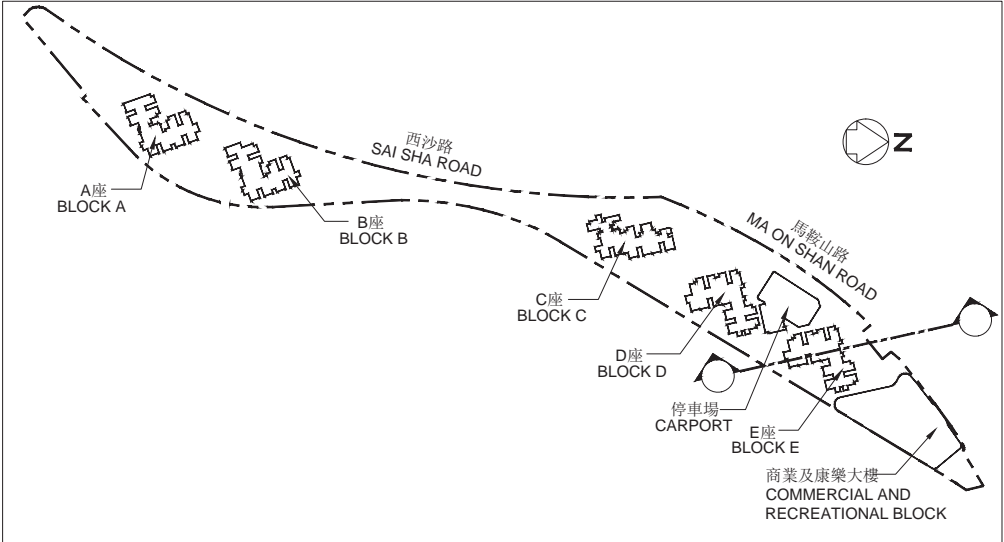 西沙路
SAI SHA ROAD
N
A座
BLOCK A
B座
BLOCK B
馬鞍山路
MA ON SHAN ROAD
C座
BLOCK C
D座
BLOCK D
停車場
CARPORT
E座
BLOCK E
商業及康樂大樓
COMMERCIAL AND
RECREATIONAL BLOCK